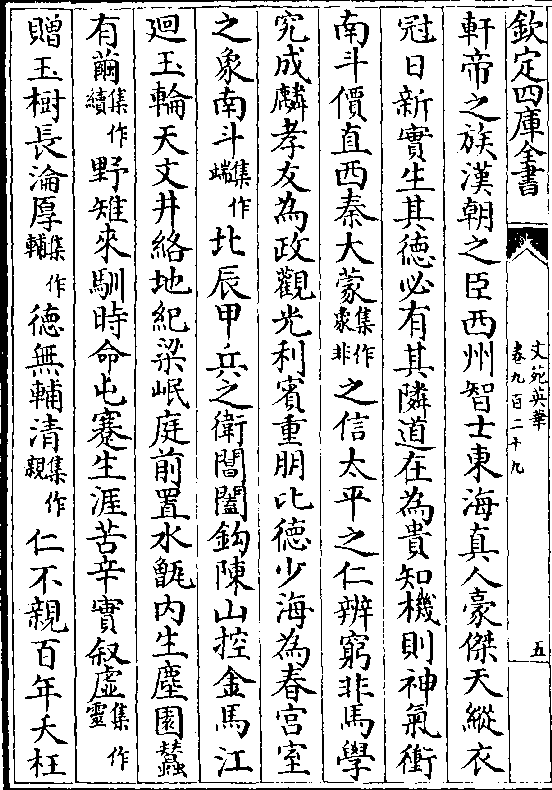 欽定四庫全書
文苑英華
卷九百二十九
五
軒帝之族漢朝之臣西州智士東海真人豪傑天縱衣
冠日新實生其德必有其隣道在為貴知機則神氣衝
南斗價直西秦大蒙集作象非之信太平之仁辨窮非馬學
究成麟孝友為政觀光利賓重朋比德少海為春宫室
之象南斗集作端北辰甲兵之衛閶闔鈎陳山控金馬江
廻玉輪天文井絡地紀梁岷庭前置水甑内生塵園蠶
有繭集作續野雉來馴時命屯蹇生涯苦辛實叙虚集作靈
贈玉樹長淪厚集作輔德無輔清集作親仁不親百年夭枉